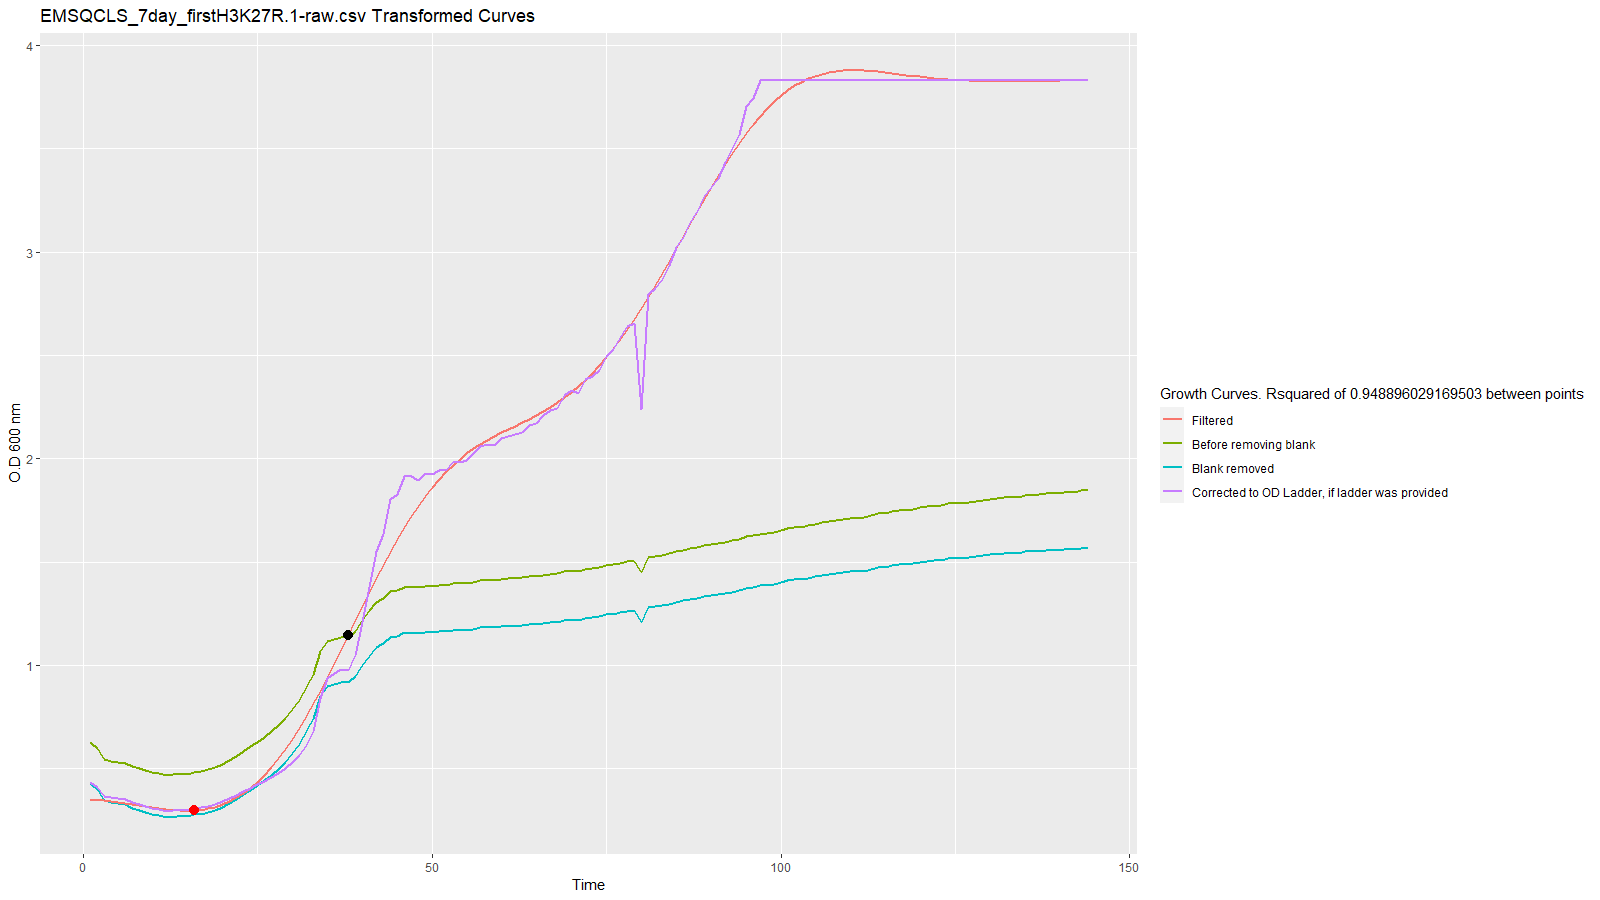 EMSQCLS_7day_firstH3K27R.1-raw.csv Transformed Curves
4
3
2
1
O.D 600 nm
0 50 100 150
Time
Growth Curves. Rsquared of 0.948896029169503 between points
Filtered
Before removing blank
Blank removed
Corrected to OD Ladder, if ladder was provided